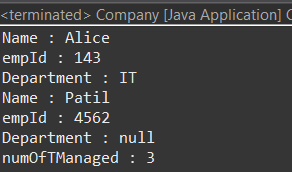 <terminated> Company [Java Application] C
Name : Alice
empId : 143
Department : IT
Name : Patil
empId : 4562
Department : null
numOfTManaged : 3